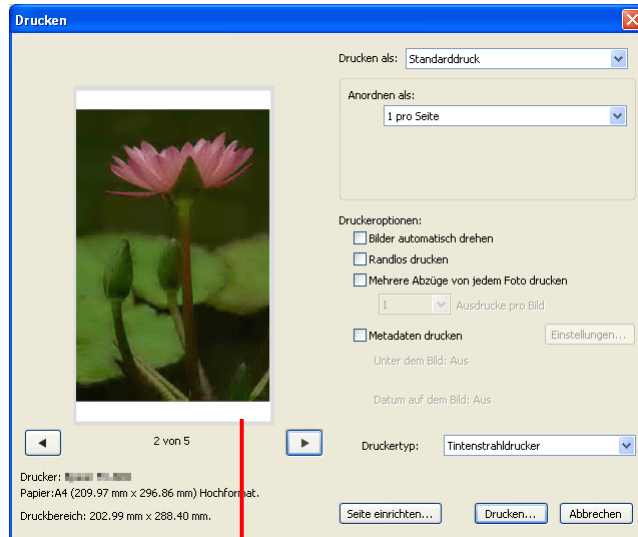 Drucken
Drucken als: Standarddruck
Anordnen als:
1 pro Seite
Druckeroptionen:
Bilder automatisch drehen
Randlos drucken
Mehrere Abzüge von jedem Foto drucken
1 Ausdrucke pro Bild
Metadaten drucken Einstellungen...
Unter dem Bild: Aus
Datum auf dem Bild: Aus
2 von 5
Druckertyp: Tintenstrahldrucker
Drucker:
Papier:A4 (209.97 mm x 296.86 mm) Hochformat.
Druckbereich: 202.99 mm x 288.40 mm.
Seite einrichten... Drucken... Abbrechen